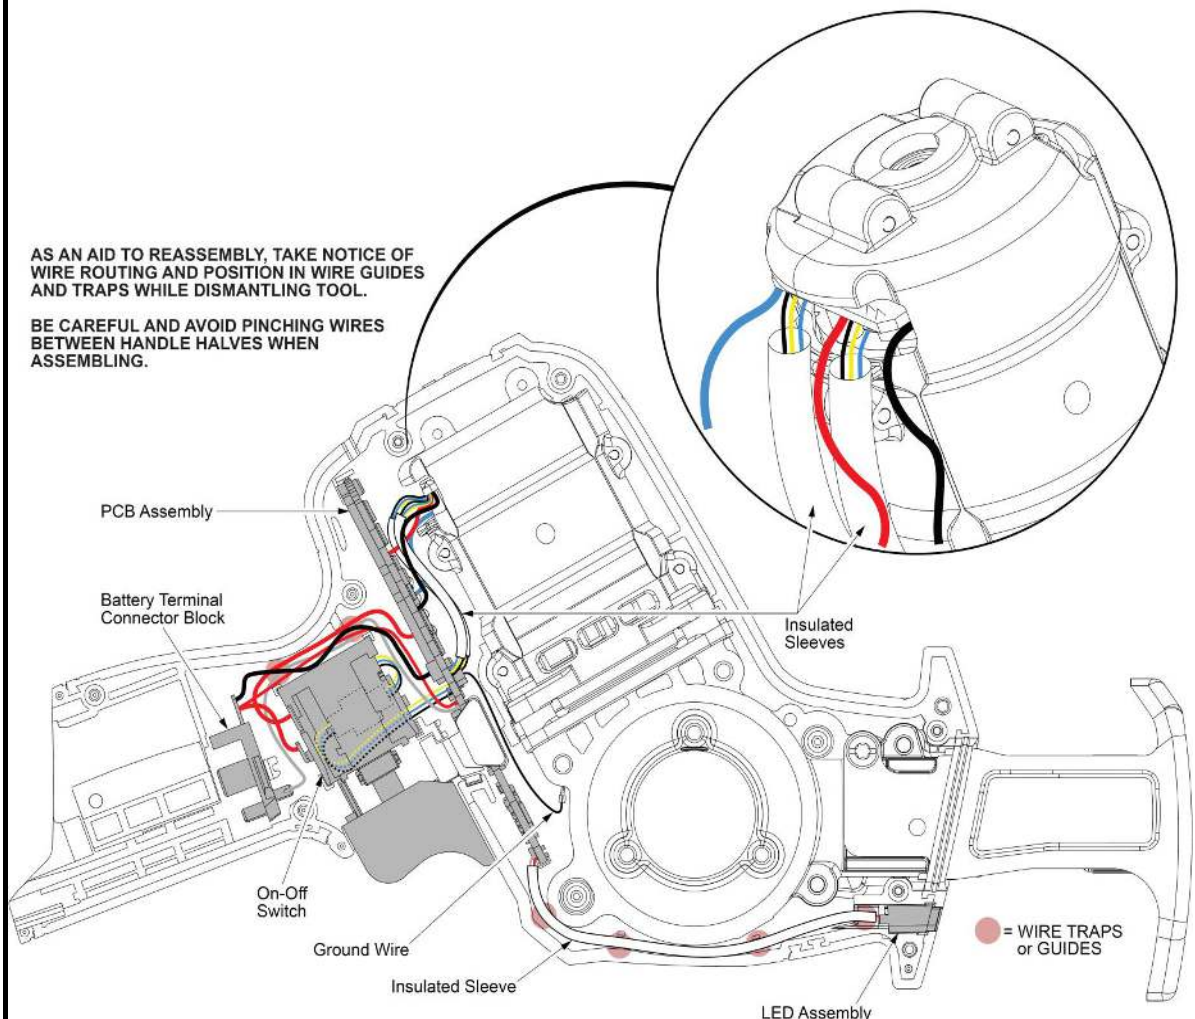 AS AN AID TO REASSEMBLY, TAKE NOTICE OF
WIRE ROUTING AND POSITION IN WIRE GUIDES
AND TRAPS WHILE DISMANTLING TOOL.
BE CAREFUL AND AVOID PINCHING WIRES
BETWEEN HANDLE HALVES WHEN
ASSEMBLING.
PCB Assembly
Battery Terminal
Connector Block
Insulated
Sleeves
On-Off
Switch
Ground Wire
Insulated Sleeve
= WIRE TRAPS
or GUIDES
LED Assembly